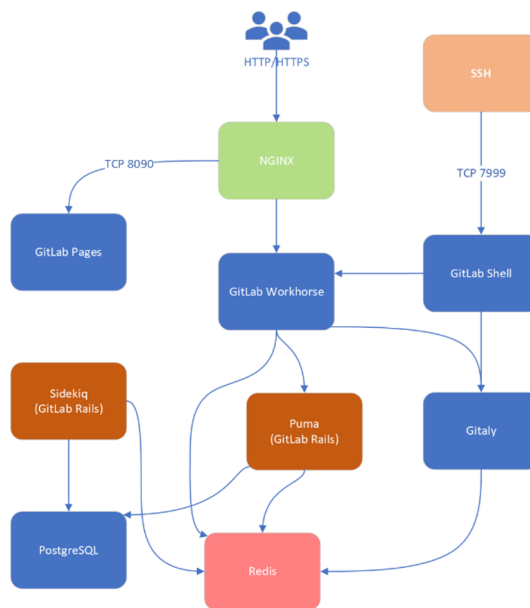 HTTP/HTTPS
SSH
NGINX
TCP 8090
TCP 7999
GitLab Pages
GitLab Workhorse
GitLab Shell
Sidekiq
(GitLab Rails)
Puma
(GitLab Rails)
Gitaly
PostgreSQL
Redis